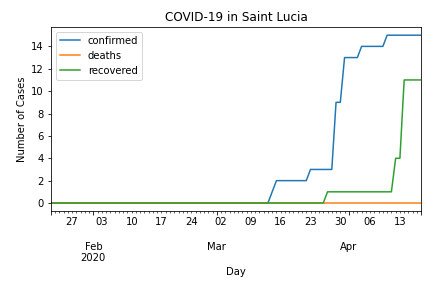 COVID-19 in Saint Lucia
confirmed
deaths
recovered
Number of Cases
14
12
10
8
6
4
2
0
27 03 10 17 24 02 09 16 23 30 06 13
Feb Mar Apr
2020
Day